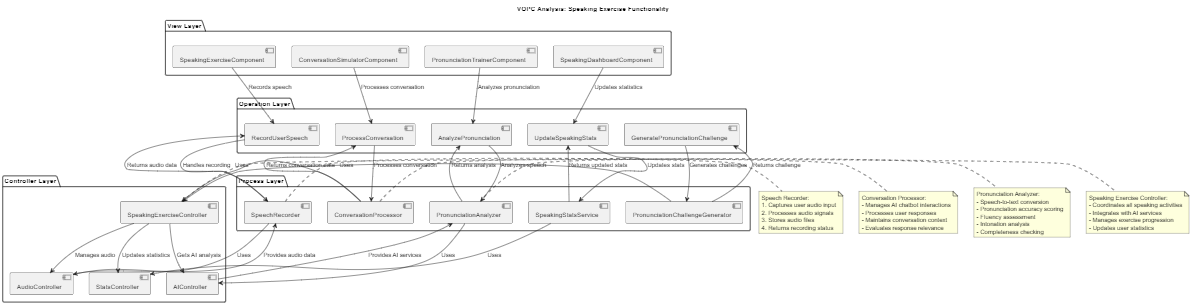 VOPC Analysis: Speaking Exercise Functionality
View Layer
SpeakingExerciseComponent
ConversationSimulatorComponent
PronunciationTrainerComponent
SpeakingDashboardComponent
Records speech
Processes conversation
Analyzes pronunciation
Updates statistics
Operation Layer
RecordUserSpeech
ProcessConversation
AnalyzePronunciation
UpdateSpeakingStats
GeneratePronunciationChallenge
Returns audio data
Handles recording
Uses
Uses
Processes conversation
Returns analysis
Returns updated stats
Updates stats
Returns challenge
Controller Layer
Process Layer
SpeakingExerciseController
SpeechRecorder
ConversationProcessor
PronunciationAnalyzer
SpeakingStatsService
PronunciationChallengeGenerator
Speech Recorder:
1. Captures user audio input
2. Processes audio signals
3. Stores audio files
4. Returns recording status
Conversation Processor:
- Manages AI chatbot interactions
- Processes user responses
- Maintains conversation context
- Evaluates response relevance
Pronunciation Analyzer:
- Speech-to-text conversion
- Pronunciation accuracy scoring
- Fluency assessment
- Intonation analysis
- Completeness checking
Speaking Exercise Controller:
- Coordinates all speaking activities
- Integrates with AI services
- Manages exercise progression
- Updates user statistics
Manages audio
Updates statistics
Gets AI analysis
Uses
Provides audio data
Provides AI services
Uses
Uses
AudioController
StatsController
AIController